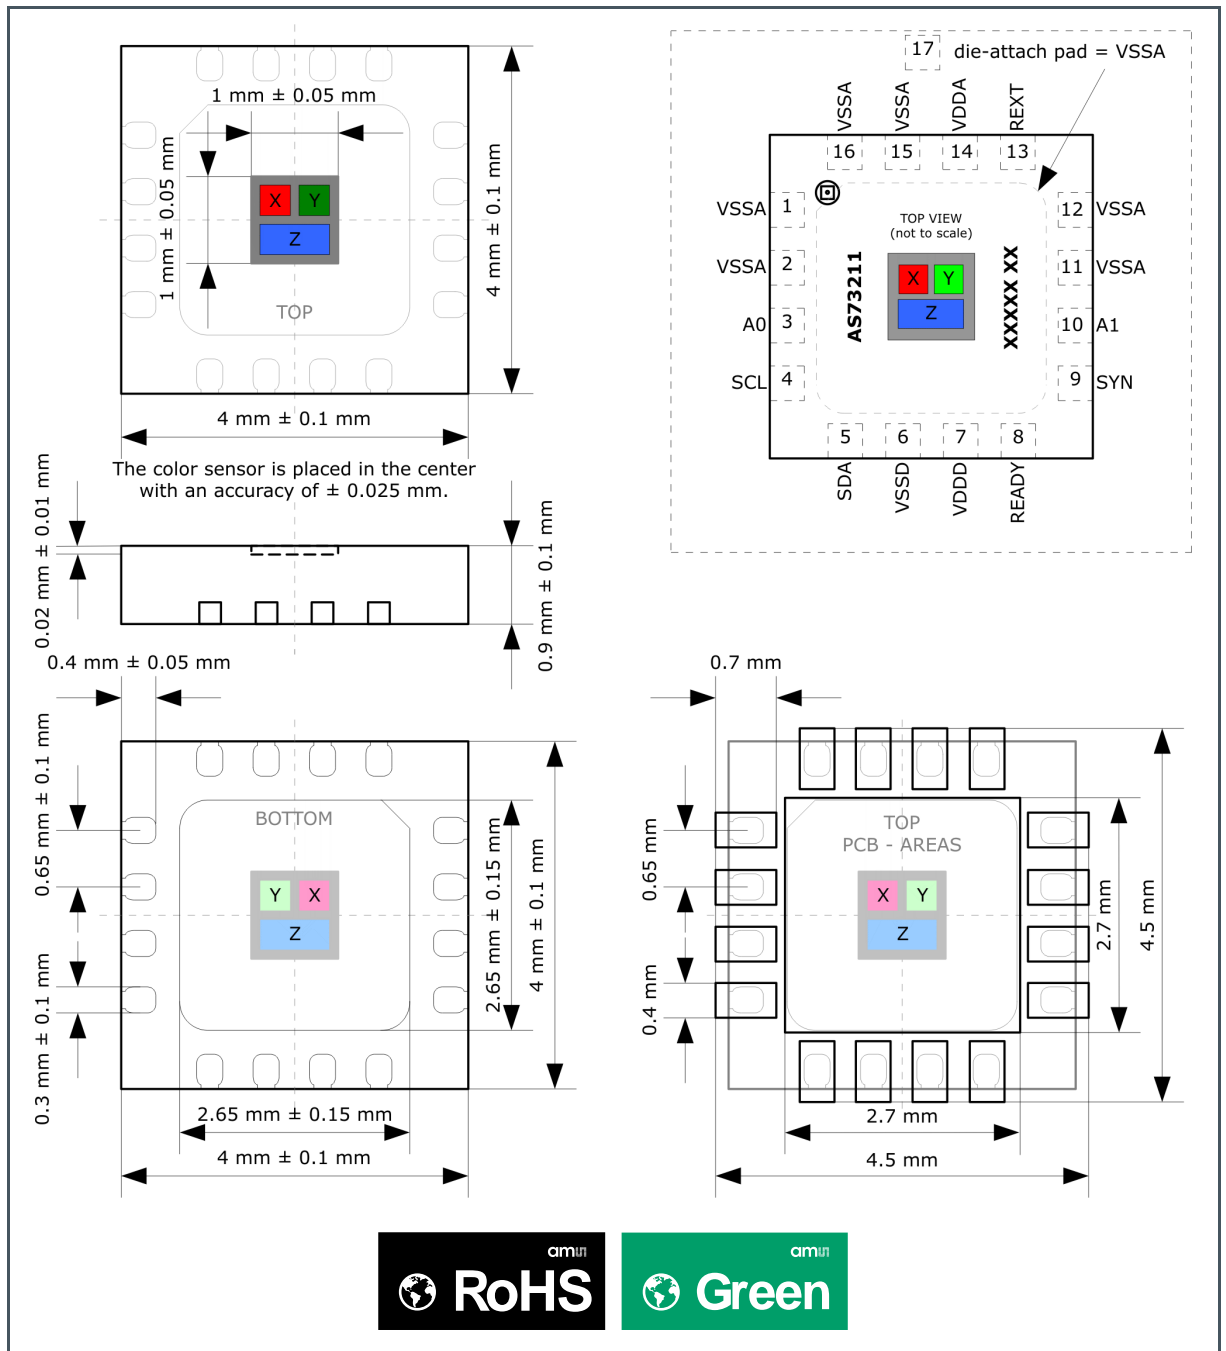 1 mm ± 0.05 mm
1 mm ± 0.05 mm
X
Y
Z
TOP
4 mm ± 0.1 mm
4 mm ± 0.1 mm
The color sensor is placed in the center
with an accuracy of ± 0.025 mm.
17
die-attach pad = VSSA
VSSA
VSSA
VDDA
REXT
16
15
14
13
VSSA 1
VSSA 2
A0 3
SCL 4
12 VSSA
11 VSSA
10 A1
9 SYN
TOP VIEW
(not to scale)
AS73211
X
Y
Z
XXXXX XX
5
6
7
8
SDA
VSSD
VDDD
READY
0.02 mm ± 0.01 mm
0.9 mm ± 0.1 mm
0.4 mm ± 0.05 mm
0.65 mm ± 0.1 mm
0.3 mm ± 0.1 mm
BOTTOM
Y
X
Z
2.65 mm ± 0.15 mm
4 mm ± 0.1 mm
2.65 mm ± 0.15 mm
4 mm ± 0.1 mm
0.7 mm
0.65 mm
0.4 mm
TOP
PCB - AREAS
X
Y
Z
2.7 mm
4.5 mm
2.7 mm
4.5 mm
am
RoHS
am
Green